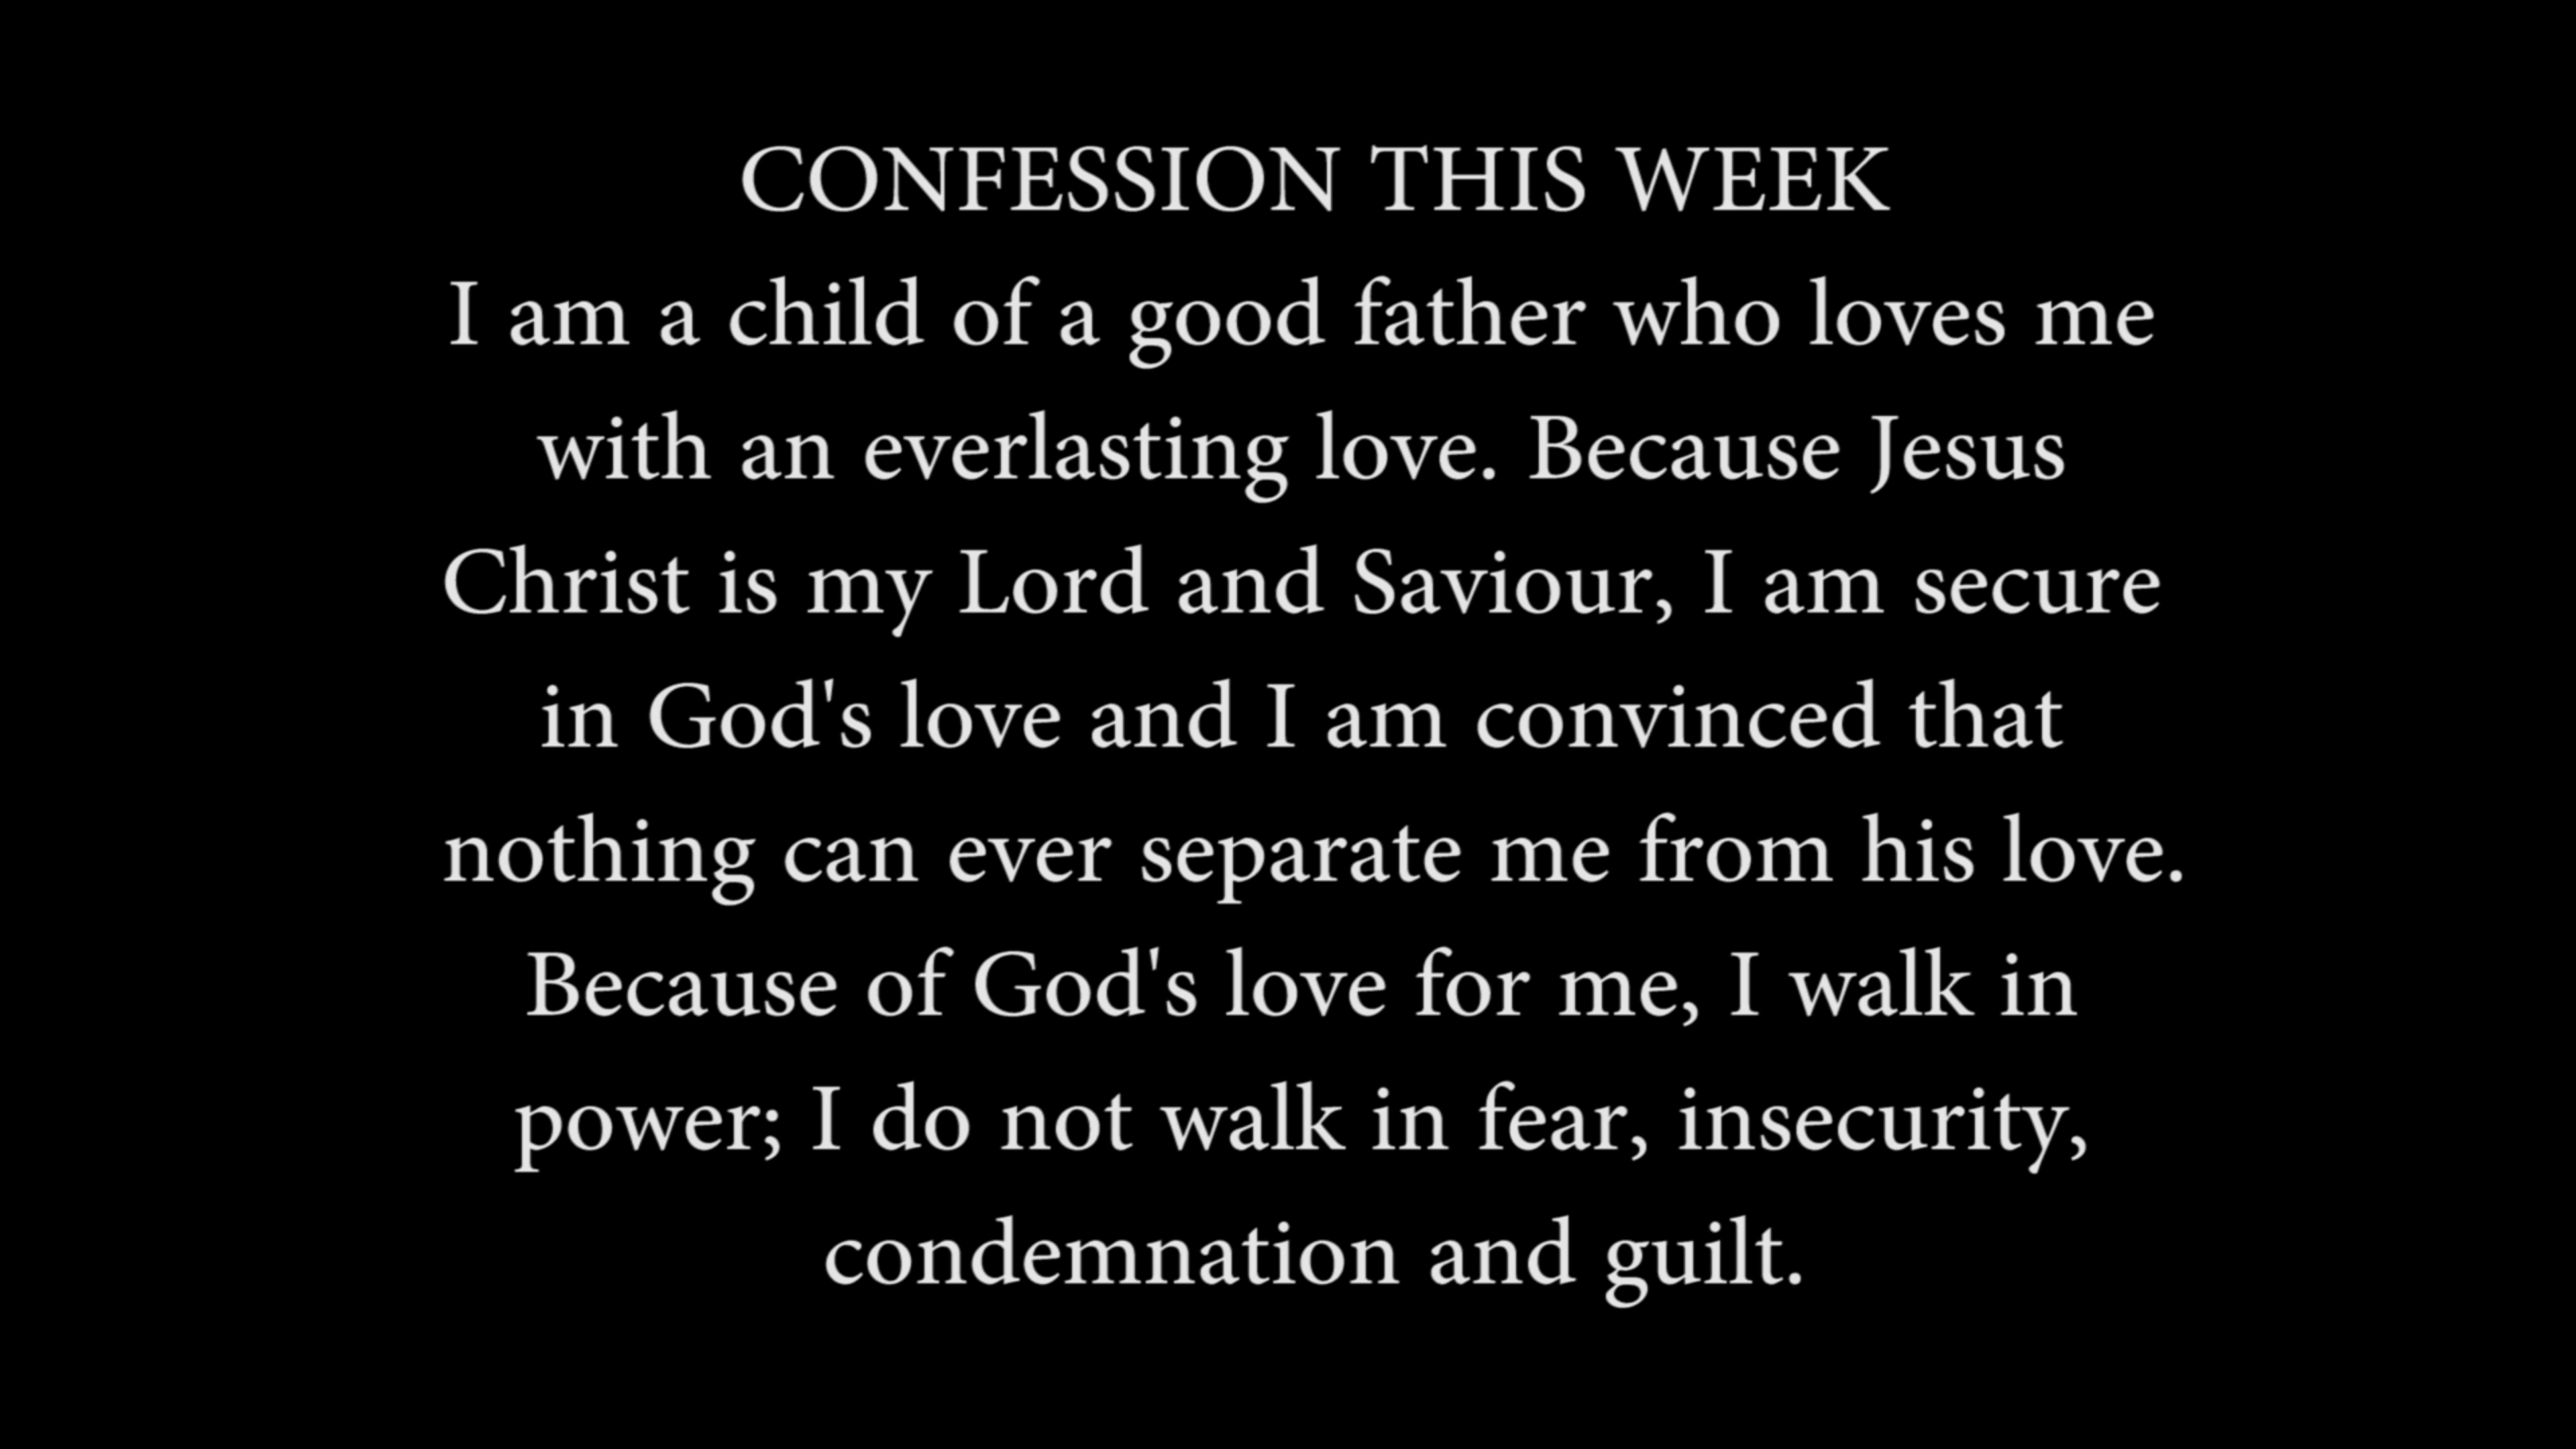 CONFESSION THIS WEEK
I am a child of a good father who loves me
with an everlasting love. Because Jesus
Christ is my Lord and Saviour, I am secure
in God's love and I am convinced that
nothing can ever separate me from his love.
Because of God's love for me, I walk in
power; I do not walk in fear, insecurity,
condemnation and guilt.